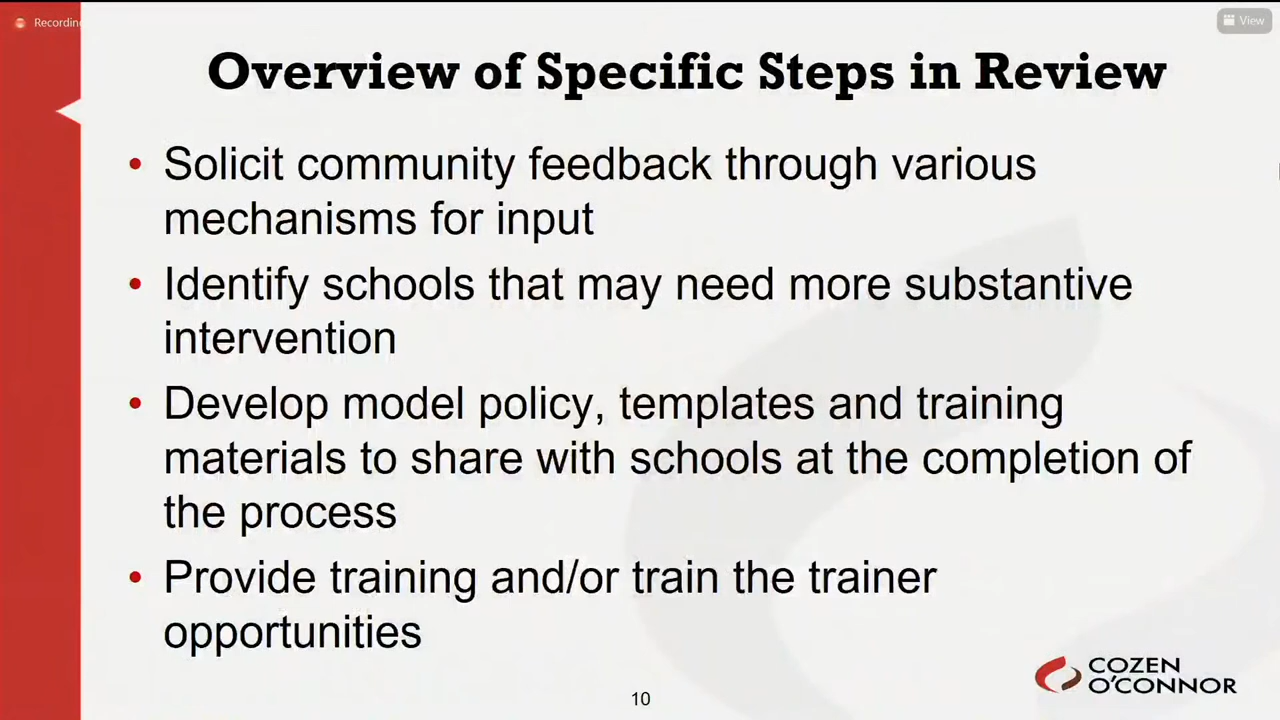 Recording
View
Overview of Specific Steps in Review
• Solicit community feedback through various
mechanisms for input
• Identify schools that may need more substantive
intervention
• Develop model policy, templates and training
materials to share with schools at the completion of
the process
• Provide training and/or train the trainer
opportunities
COZEN
O'CONNOR
10